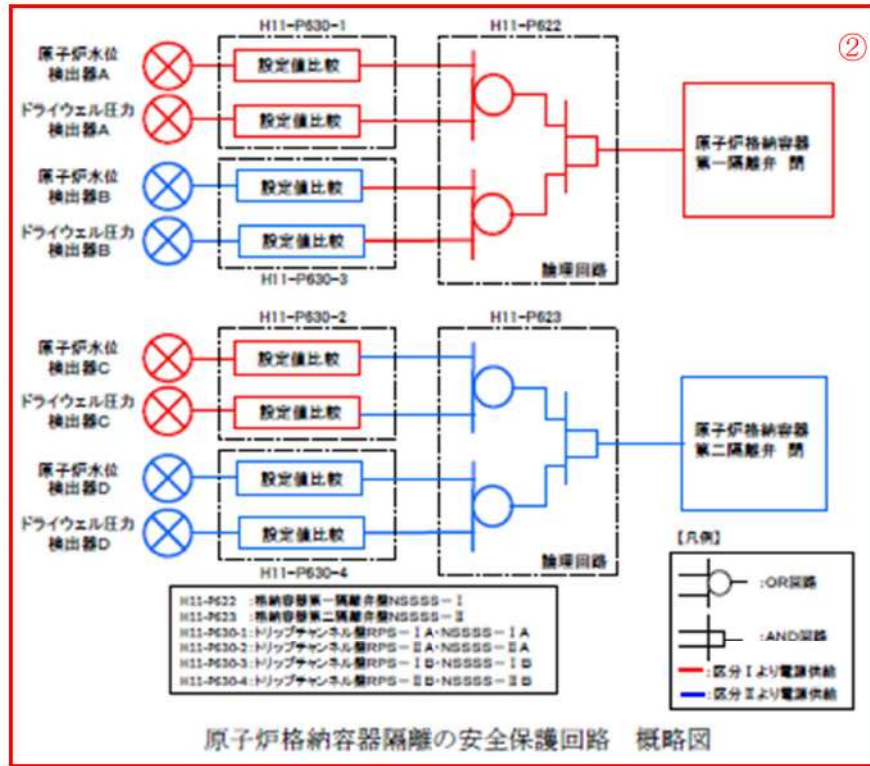 H11-P630-1
H11-P622
②
原子炉水位
検出器A
設定値比較
ドライウェル圧力
検出器A
設定値比較
原子炉格納容器
第一隔離弁 閉
原子炉水位
検出器B
設定値比較
ドライウェル圧力
検出器B
設定値比較
論理回路
H11-P630-3
H11-P630-2
H11-P623
原子炉水位
検出器C
設定値比較
ドライウェル圧力
検出器C
設定値比較
原子炉格納容器
第二隔離弁 閉
原子炉水位
検出器D
設定値比較
ドライウェル圧力
検出器D
設定値比較
論理回路
H11-P630-4
【凡例】
:OR回路
:AND回路
:区分Ⅰより電源供給
:区分Ⅱより電源供給
H11-P622 :格納容器第一隔離弁盤NSSSS-Ⅰ
H11-P623 :格納容器第二隔離弁盤NSSSS-Ⅱ
H11-P630-1:トリップチャンネル盤RPS-ⅠA・NSSSS-ⅠA
H11-P630-2:トリップチャンネル盤RPS-ⅡA・NSSSS-ⅡA
H11-P630-3:トリップチャンネル盤RPS-ⅠB・NSSSS-ⅠB
H11-P630-4:トリップチャンネル盤RPS-ⅡB・NSSSS-ⅡB
原子炉格納容器隔離の安全保護回路 概略図